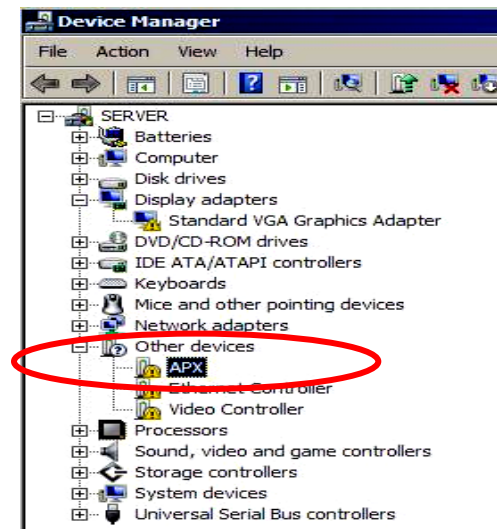 Device Manager
File Action View Help
SERVER
Batteries
Computer
Disk drives
Display adapters
Standard VGA Graphics Adapter
DVD/CD-ROM drives
IDE ATA/ATAPI controllers
Keyboards
Mice and other pointing devices
Network adapters
Other devices
APX
Ethernet Controller
Video Controller
Processors
Sound, video and game controllers
Storage controllers
System devices
Universal Serial Bus controllers